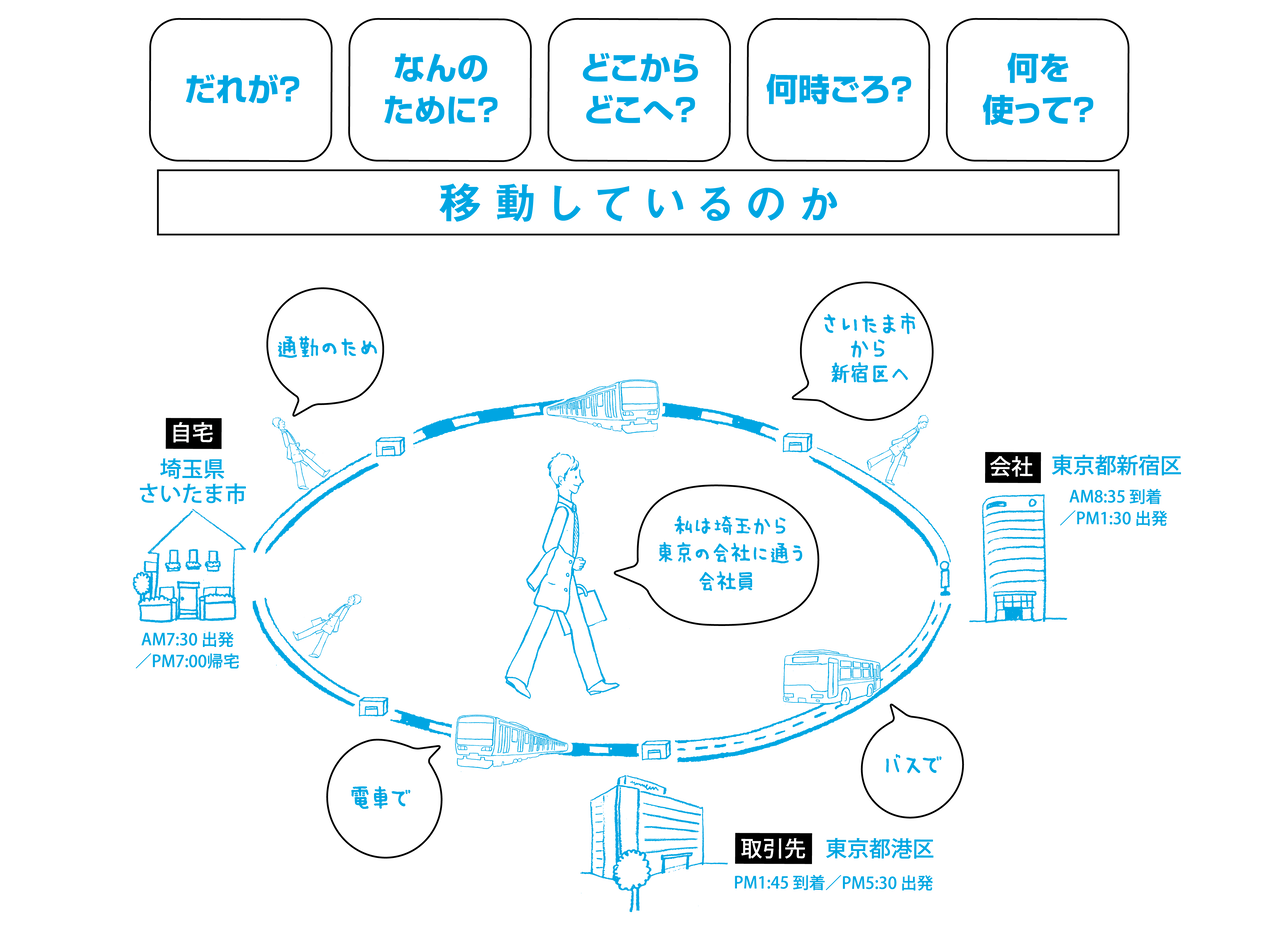 だれが?
なんの
ために?
どこから
どこへ?
何時ごろ?
何を
使って?
移動しているのか
通勤のため
さいたま市
から
新宿区へ
自宅
埼玉県
さいたま市
AM7:30 出発
／PM7:00帰宅
会社 東京都新宿区
AM8:35 到着
／PM1:30 出発
私は埼玉から
東京の会社に通う
会社員
電車で
バスで
取引先 東京都港区
PM1:45 到着／PM5:30 出発